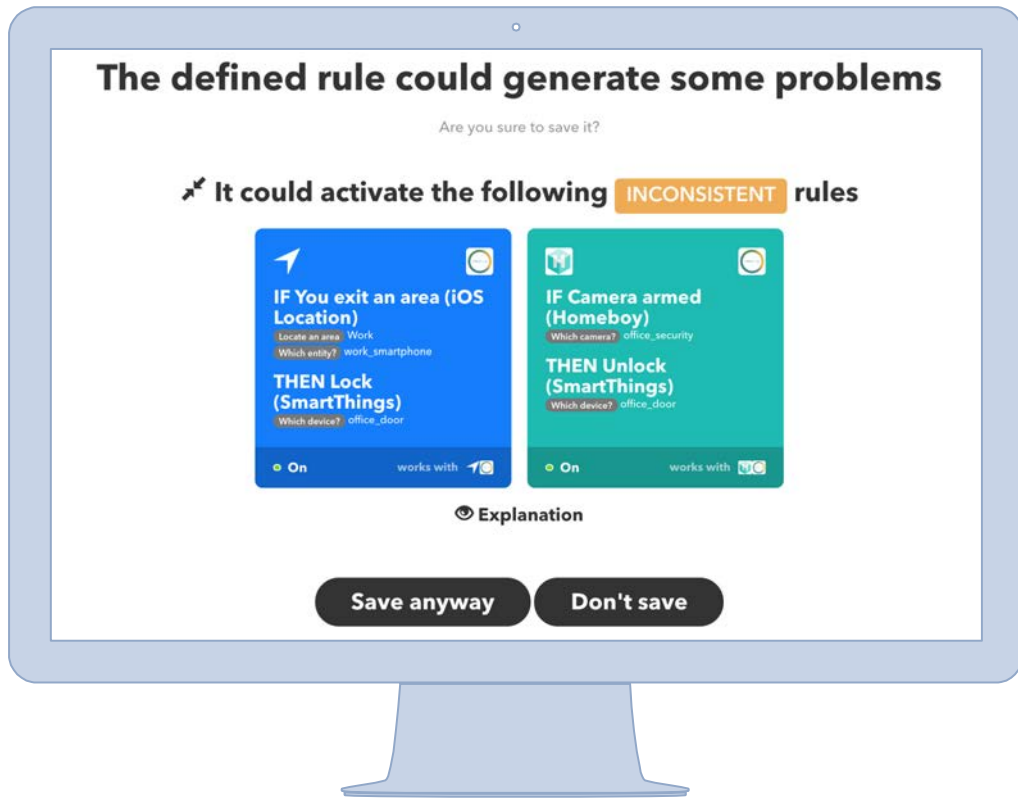 The defined rule could generate some problems
Are you sure to save it?
It could activate the following INCONSISTENT rules
IF You exit an area (iOS
Location)
Locate an area Work
Which entity? work_smartphone
THEN Lock
(SmartThings)
Which device? office_door
On works with
IF Camera armed
(Homeboy)
Which camera? office_security
THEN Unlock
(SmartThings)
Which device? office_door
On works with
Explanation
Save anyway Don't save